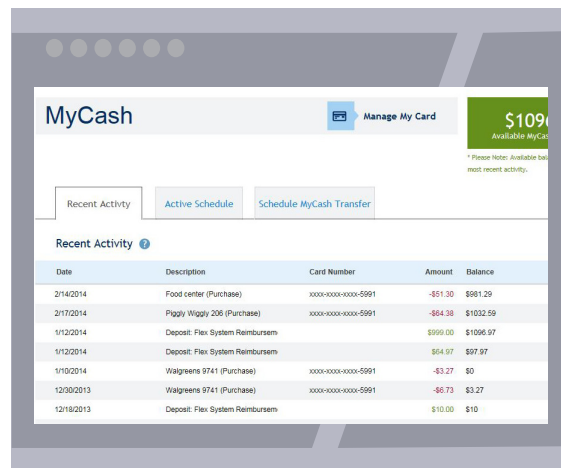 MyCash
Manage My Card
$109
Available MyCas
* Please Note: Available bal
most recent activity.
Recent Activty
Active Schedule
Schedule MyCash Transfer
Recent Activity ?
Date Description Card Number Amount Balance
2/14/2014 Food center (Purchase) xxxx-xxxx-xxxx-5991 -$51.30 $981.29
2/17/2014 Piggly Wiggly 206 (Purchase) xxxx-xxxx-xxxx-5991 -$64.38 $1032.59
1/12/2014 Deposit: Flex System Reimbursem $999.00 $1096.97
1/12/2014 Deposit: Flex System Reimbursem $64.97 $97.97
1/10/2014 Walgreens 9741 (Purchase) xxxx-xxxx-xxxx-5991 -$3.27 $0
12/30/2013 Walgreens 9741 (Purchase) xxxx-xxxx-xxxx-5991 -$6.73 $3.27
12/18/2013 Deposit: Flex System Reimbursem $10.00 $10